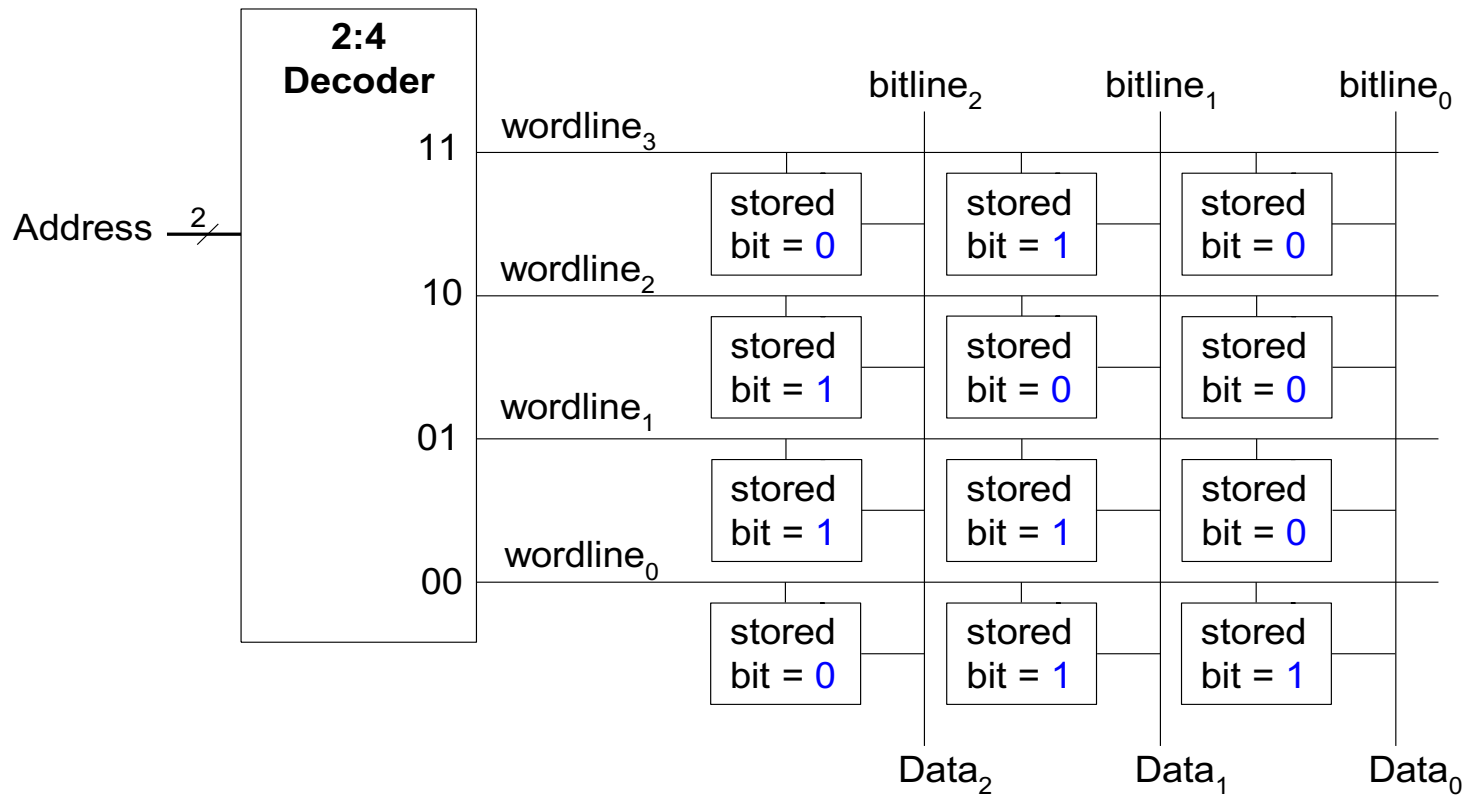 2:4
Decoder
bitline₂ bitline₁ bitline₀
wordline₃
11
stored stored stored
bit = 0 bit = 1 bit = 0
Address 2
wordline₂
10
stored stored stored
bit = 1 bit = 0 bit = 0
wordline₁
01
stored stored stored
bit = 1 bit = 1 bit = 0
wordline₀
00
stored stored stored
bit = 0 bit = 1 bit = 1
Data₂ Data₁ Data₀